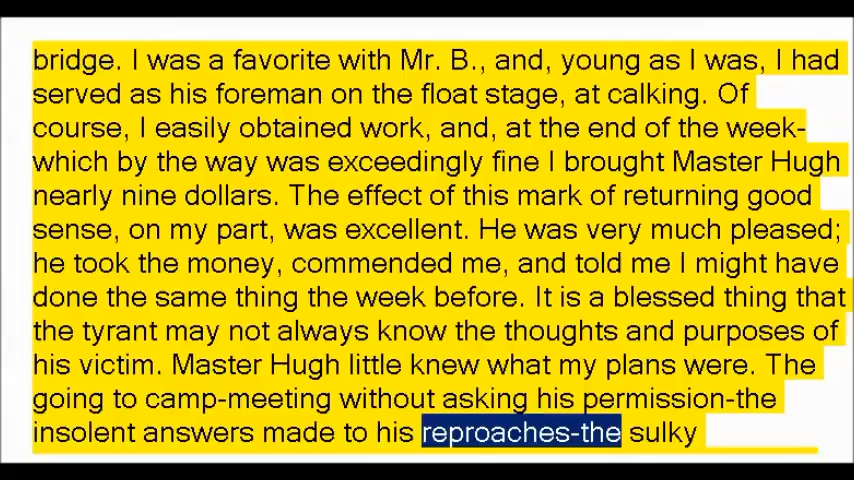 bridge. I was a favorite with Mr. B., and, young as I was, I had
served as his foreman on the float stage, at calking. Of
course, I easily obtained work, and, at the end of the week-
which by the way was exceedingly fine I brought Master Hugh
nearly nine dollars. The effect of this mark of returning good
sense, on my part, was excellent. He was very much pleased;
he took the money, commended me, and told me I might have
done the same thing the week before. It is a blessed thing that
the tyrant may not always know the thoughts and purposes of
his victim. Master Hugh little knew what my plans were. The
going to camp-meeting without asking his permission-the
insolent answers made to his reproaches-the sulky